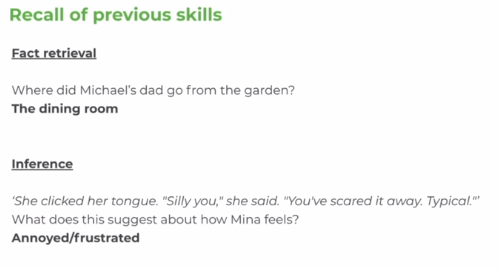 Recall of previous skills
Fact retrieval
Where did Michael's dad go from the garden?
The dining room
Inference
'She clicked her tongue. "Silly you," she said. "You've scared it away. Typical."'
What does this suggest about how Mina feels?
Annoyed/frustrated